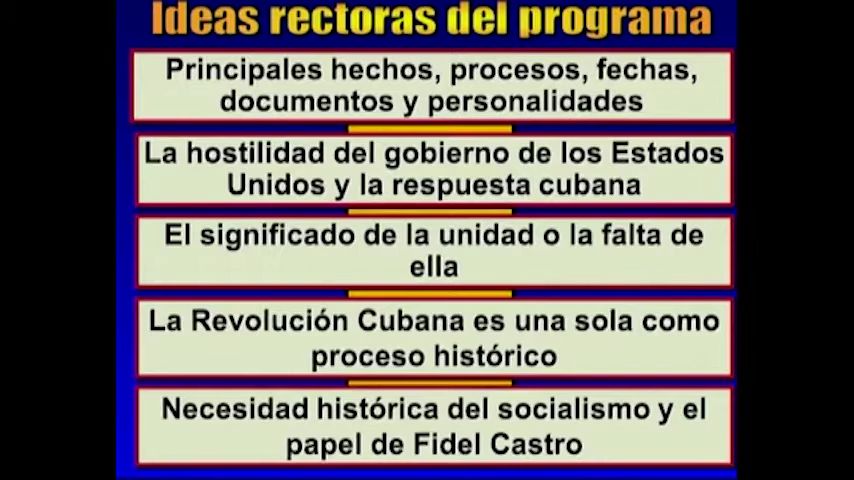 Ideas rectoras del programa
Principales hechos, procesos, fechas,
documentos y personalidades
La hostilidad del gobierno de los Estados
Unidos y la respuesta cubana
El significado de la unidad o la falta de
ella
La Revolución Cubana es una sola como
proceso histórico
Necesidad histórica del socialismo y el
papel de Fidel Castro